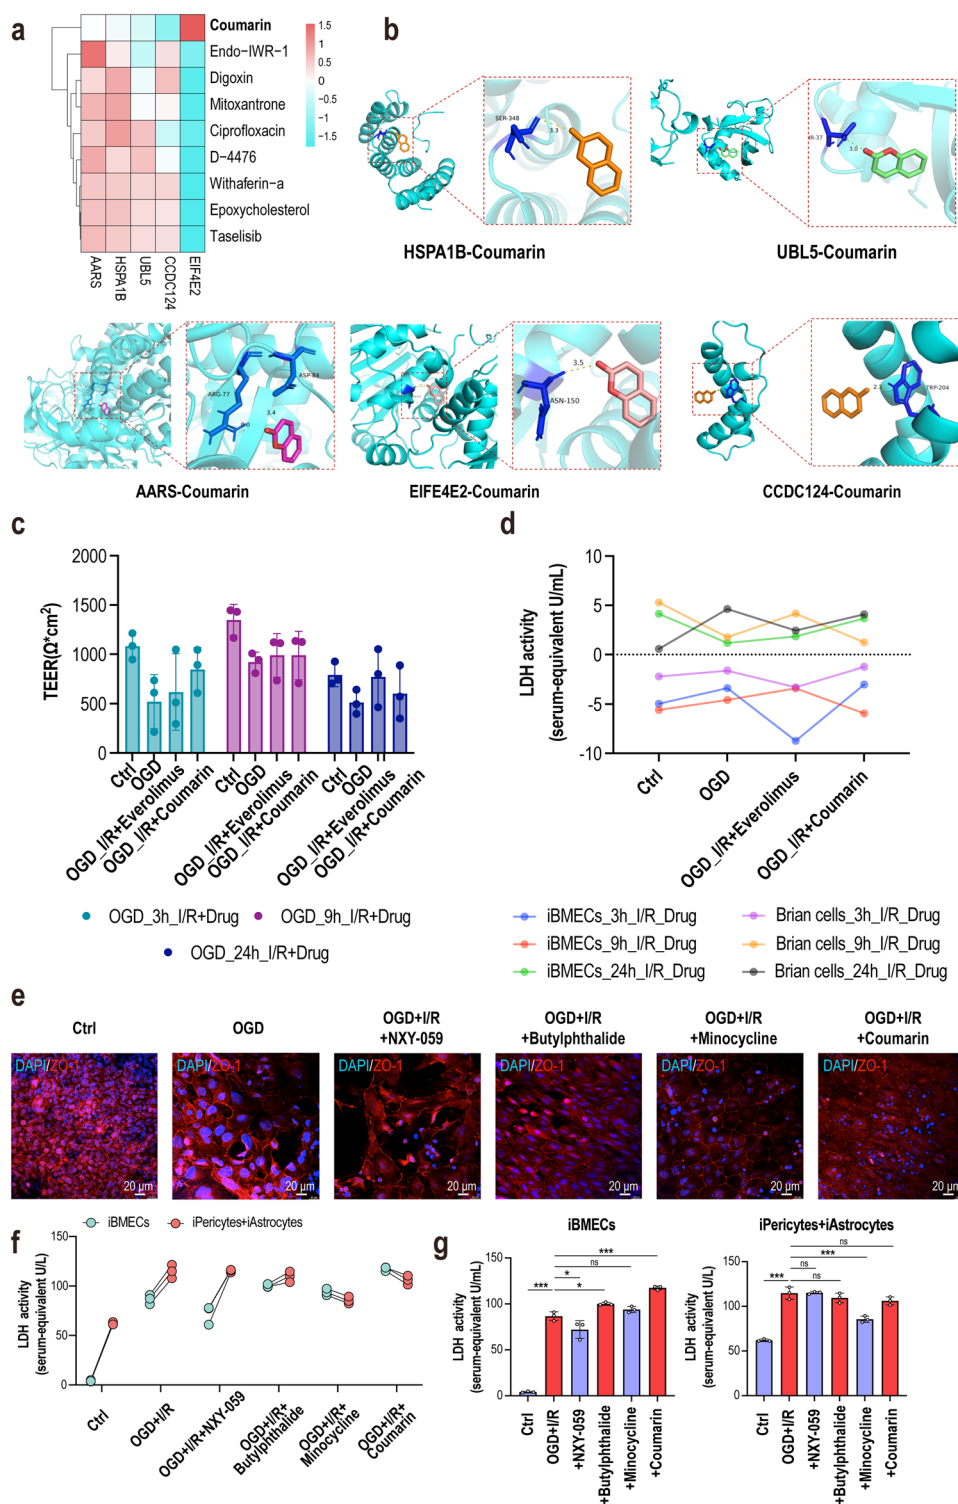 a
Coumarin
Endo-IWR-1
Digoxin
Mitoxantrone
Ciprofloxacin
D-4476
Withaferin-a
Epoxycholesterol
Taselisib
1.5
1
0.5
0
−0.5
−1
−1.5
AARS
HSPA1B
UBL5
CCDC124
EIF4E2
b
SER-348
3.3
HSPA1B-Coumarin
R-37
3.0
UBL5-Coumarin
ARG-77
ASP-84
3.4
0.0
AARS-Coumarin
ASN-150
3.5
EIFE4E2-Coumarin
TRP-204
CCDC124-Coumarin
c
TEER(Ω*cm2)
2000
1500
1000
500
0
Ctrl
OGD
OGD_I/R+Everolimus
OGD_I/R+Coumarin
Ctrl
OGD
OGD_I/R+Everolimus
OGD_I/R+Coumarin
Ctrl
OGD
OGD_I/R+Everolimus
OGD_I/R+Coumarin
OGD_3h_I/R+Drug
OGD_9h_I/R+Drug
OGD_24h_I/R+Drug
d
LDH activity
(serum-equivalent U/mL)
10
5
0
-5
-10
Ctrl
OGD
OGD_I/R+Everolimus
OGD_I/R+Coumarin
iBMECs_3h_I/R_Drug
iBMECs_9h_I/R_Drug
iBMECs_24h_I/R_Drug
Brian cells_3h_I/R_Drug
Brian cells_9h_I/R_Drug
Brian cells_24h_I/R_Drug
e
Ctrl
OGD
OGD+I/R
+NXY-059
OGD+I/R
+Butylphthalide
OGD+I/R
+Minocycline
OGD+I/R
+Coumarin
DAPI/ZO-1
20 μm
DAPI/ZO-1
20 μm
DAPI/ZO-1
20 μm
DAPI/ZO-1
20 μm
DAPI/ZO-1
20 μm
DAPI/ZO-1
20 μm
f
iBMECs
iPericytes+iAstrocytes
LDH activity
(serum-equivalent U/L)
150
100
50
0
Ctrl
OGD+I/R
OGD+I/R+NXY-059
OGD+I/R+
Butylphthalide
OGD+I/R+
Minocycline
OGD+I/R+
Coumarin
g
iBMECs
LDH activity
(serum-equivalent U/mL)
150
100
50
0
***
ns
*
***
*
Ctrl
OGD+I/R
+NXY-059
+Butylphthalide
+Minocycline
+Coumarin
iPericytes+iAstrocytes
LDH activity
(serum-equivalent U/L)
150
100
50
0
ns
***
ns
***
ns
Ctrl
OGD+I/R
+NXY-059
+Butylphthalide
+Minocycline
+Coumarin